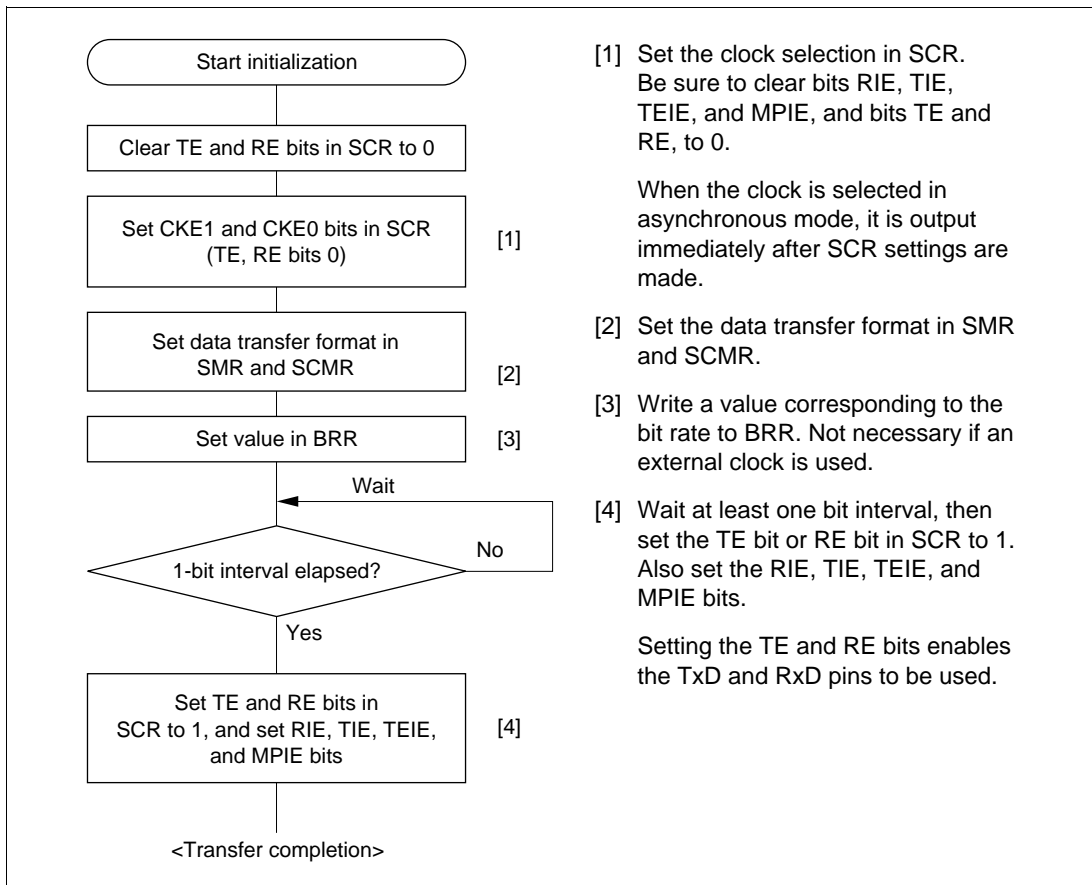 Start initialization
Clear TE and RE bits in SCR to 0
Set CKE1 and CKE0 bits in SCR
(TE, RE bits 0)
[1]
Set data transfer format in
SMR and SCMR
[2]
Set value in BRR
[3]
Wait
1-bit interval elapsed?
No
Yes
Set TE and RE bits in
SCR to 1, and set RIE, TIE, TEIE,
and MPIE bits
[4]
<Transfer completion>
[1] Set the clock selection in SCR.
Be sure to clear bits RIE, TIE,
TEIE, and MPIE, and bits TE and
RE, to 0.
When the clock is selected in
asynchronous mode, it is output
immediately after SCR settings are
made.
[2] Set the data transfer format in SMR
and SCMR.
[3] Write a value corresponding to the
bit rate to BRR. Not necessary if an
external clock is used.
[4] Wait at least one bit interval, then
set the TE bit or RE bit in SCR to 1.
Also set the RIE, TIE, TEIE, and
MPIE bits.
Setting the TE and RE bits enables
the TxD and RxD pins to be used.